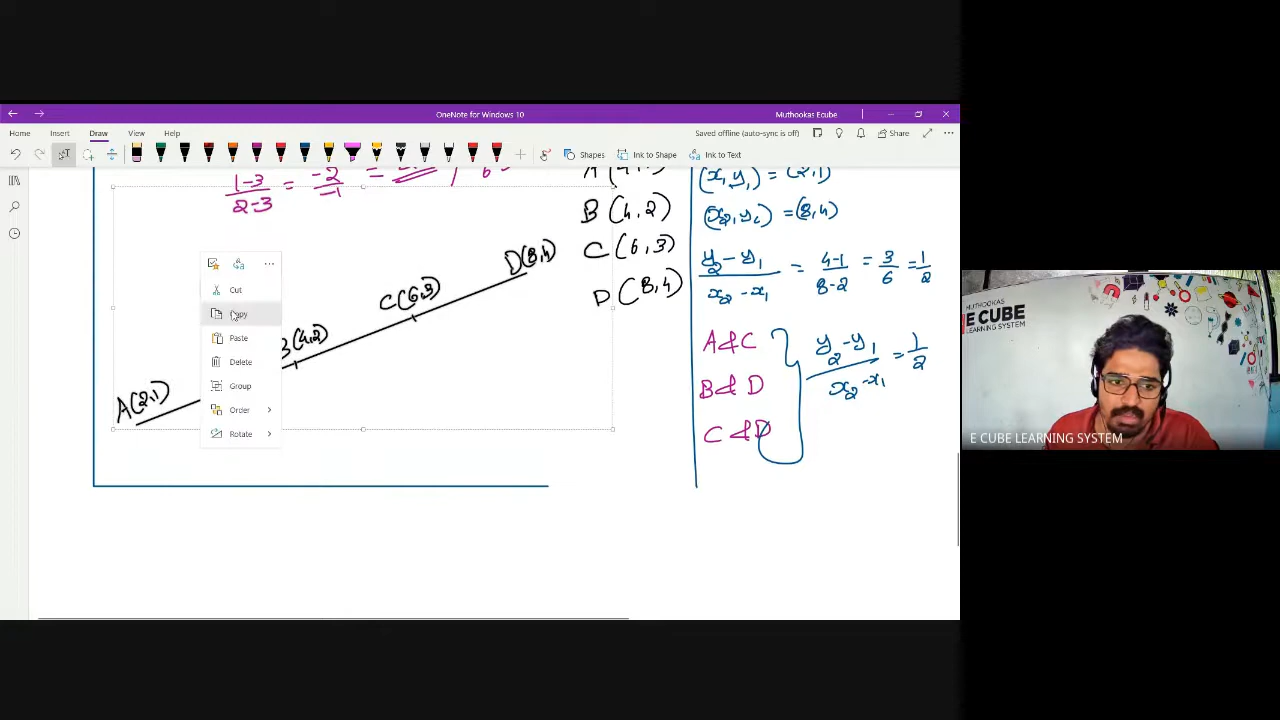 OneNote for Windows 10
Muthookas Ecube
Home Insert Draw View Help
Saved offline (auto-sync is off)
Share
Shapes
Ink to Shape
Ink to Text
1-3/2-3 = -2/-1 =
B (4,2)
C (6,3)
D (8,4)
A(2,1)
B(4,2)
C(6,3)
D(8,4)
Cut
Copy
Paste
Delete
Group
Order
Rotate
(x₁ y₁) = (2,1)
(x₂, y₂) = (8,4)
y₂-y₁/x₂-x₁ = 4-1/8-2 = 3/6 = 1/2
A & C
B & D
C & D
y₂-y₁/x₂-x₁ = 1/2
MUTHOOKAS
E CUBE
LEARNING SYSTEM
E CUBE LEARNING SYSTEM